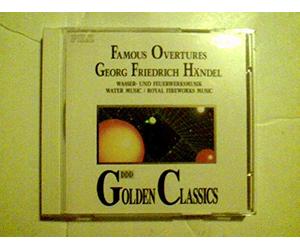 FAMOUS OVERTURES
GEORG FRIEDRICH HÄNDEL
WASSER- UND FEUERWERKSMUSIK
WATER MUSIC / ROYAL FIREWORKS MUSIC
DDD
GOLDEN CLASSICS